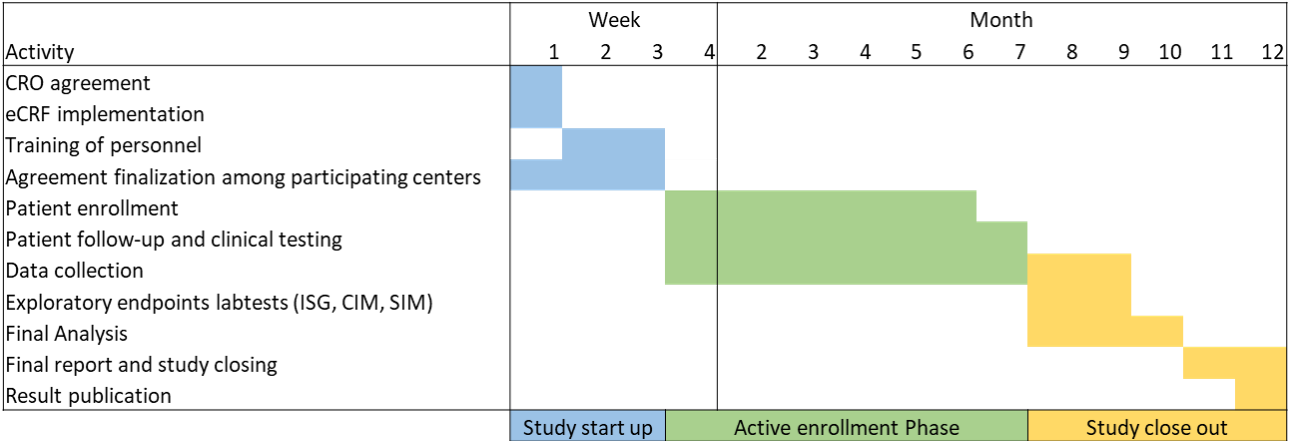 Week Month
Activity 1 2 3 4 2 3 4 5 6 7 8 9 10 11 12
CRO agreement
eCRF implementation
Training of personnel
Agreement finalization among participating centers
Patient enrollment
Patient follow-up and clinical testing
Data collection
Exploratory endpoints labtests (ISG, CIM, SIM)
Final Analysis
Final report and study closing
Result publication
Study start up Active enrollment Phase Study close out